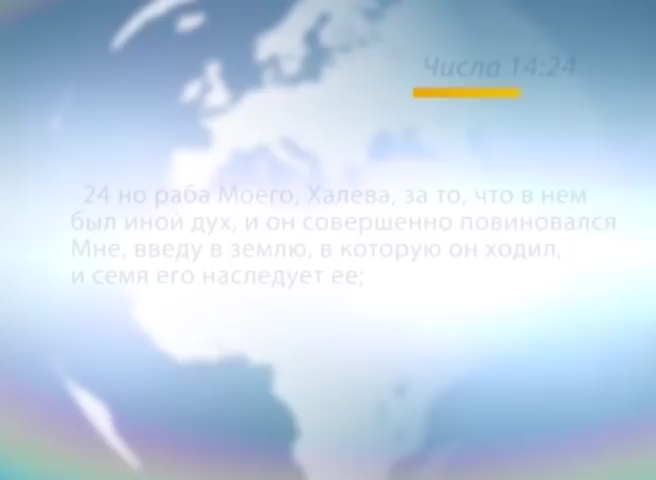 Числа 14:24
24 но раба Моего, Халева, за то, что в нем
был иной дух, и он совершенно повиновался
Мне, введу в землю, в которую он ходил,
и семя его наследует ее;